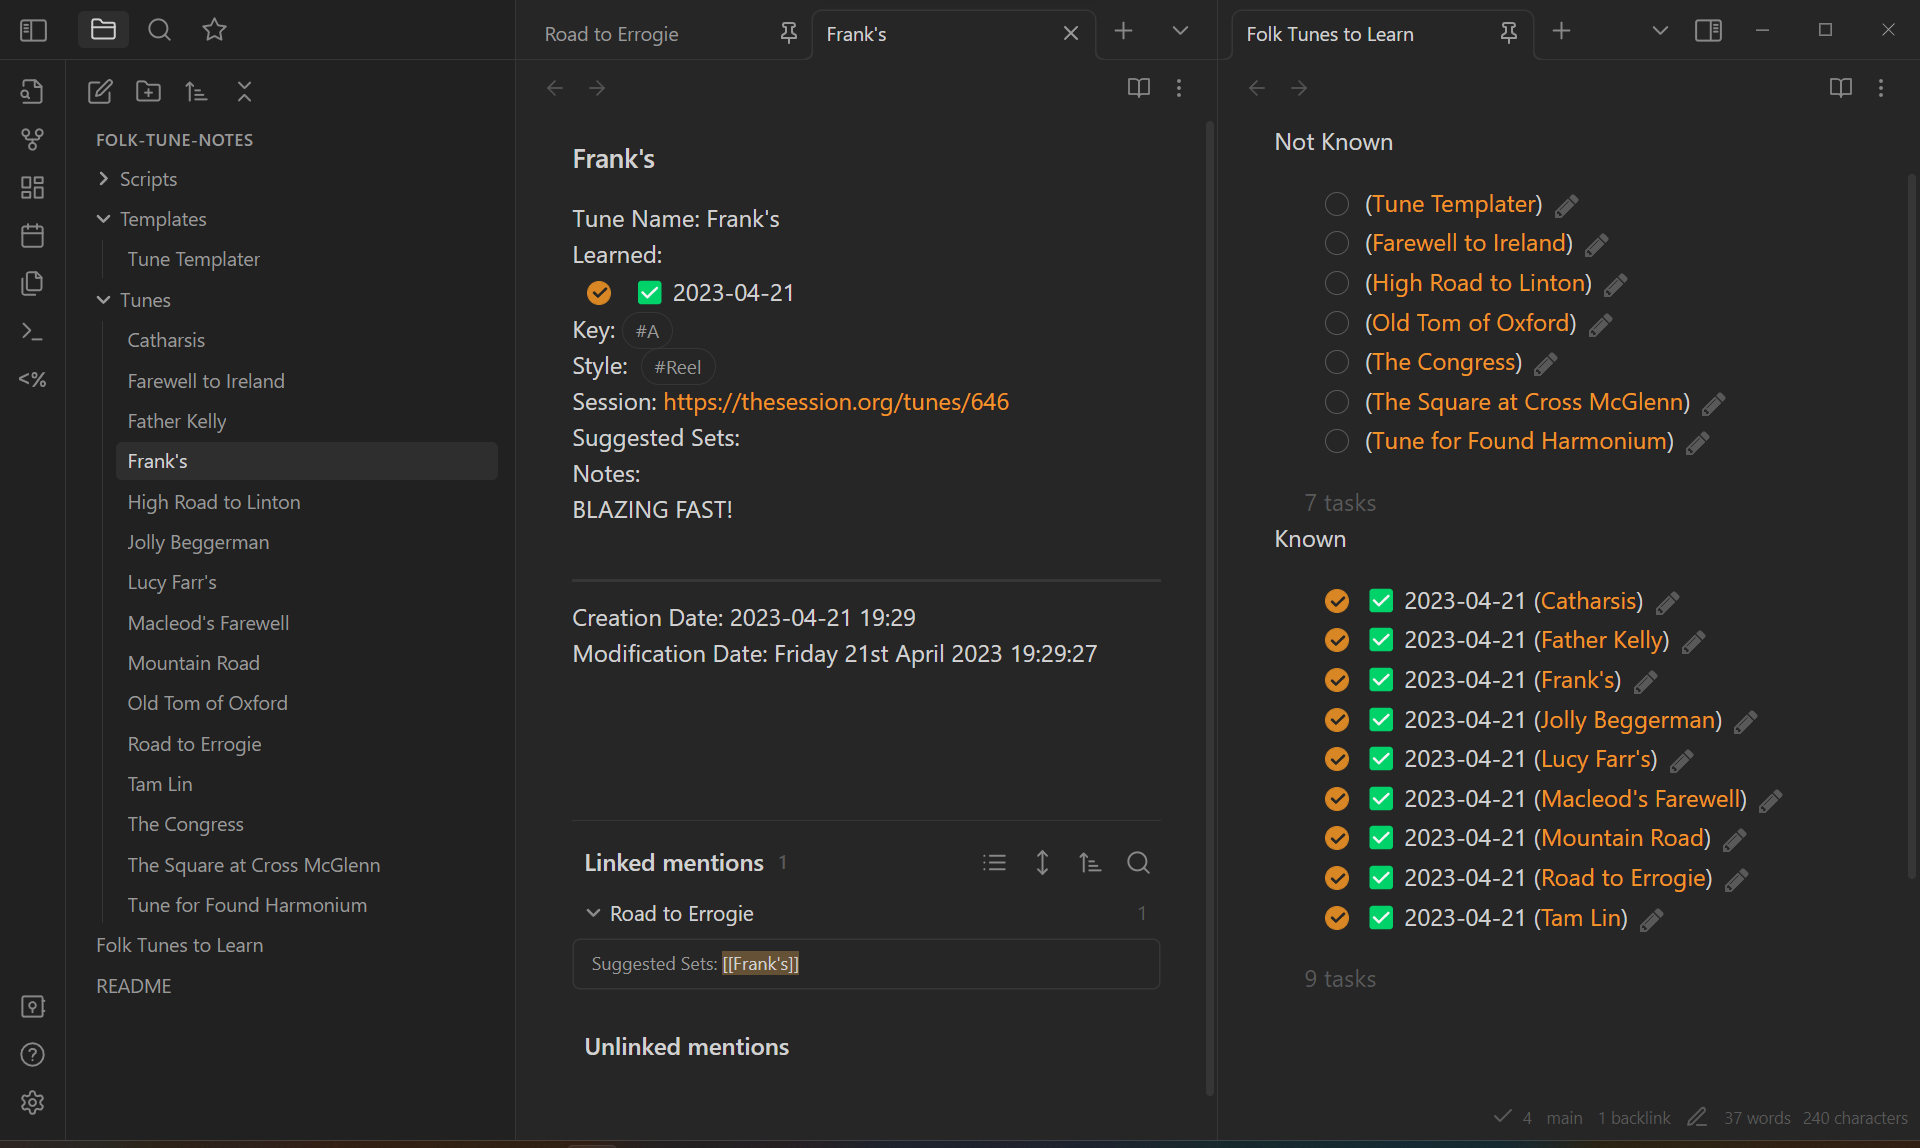 Road to Errogie
Frank's
Folk Tunes to Learn
<%
FOLK-TUNE-NOTES
Scripts
Templates
Tune Templater
Tunes
Catharsis
Farewell to Ireland
Father Kelly
Frank's
High Road to Linton
Jolly Beggerman
Lucy Farr's
Macleod's Farewell
Mountain Road
Old Tom of Oxford
Road to Errogie
Tam Lin
The Congress
The Square at Cross McGlenn
Tune for Found Harmonium
Folk Tunes to Learn
README
Frank's
Tune Name: Frank's
Learned:
2023-04-21
Key: #A
Style: #Reel
Session: https://thesession.org/tunes/646
Suggested Sets:
Notes:
BLAZING FAST!
Creation Date: 2023-04-21 19:29
Modification Date: Friday 21st April 2023 19:29:27
Linked mentions 1
Road to Errogie 1
Suggested Sets: [[Frank's]]
Unlinked mentions
Not Known
(Tune Templater)
(Farewell to Ireland)
(High Road to Linton)
(Old Tom of Oxford)
(The Congress)
(The Square at Cross McGlenn)
(Tune for Found Harmonium)
7 tasks
Known
2023-04-21 (Catharsis)
2023-04-21 (Father Kelly)
2023-04-21 (Frank's)
2023-04-21 (Jolly Beggerman)
2023-04-21 (Lucy Farr's)
2023-04-21 (Macleod's Farewell)
2023-04-21 (Mountain Road)
2023-04-21 (Road to Errogie)
2023-04-21 (Tam Lin)
9 tasks
4 main 1 backlink 37 words 240 characters